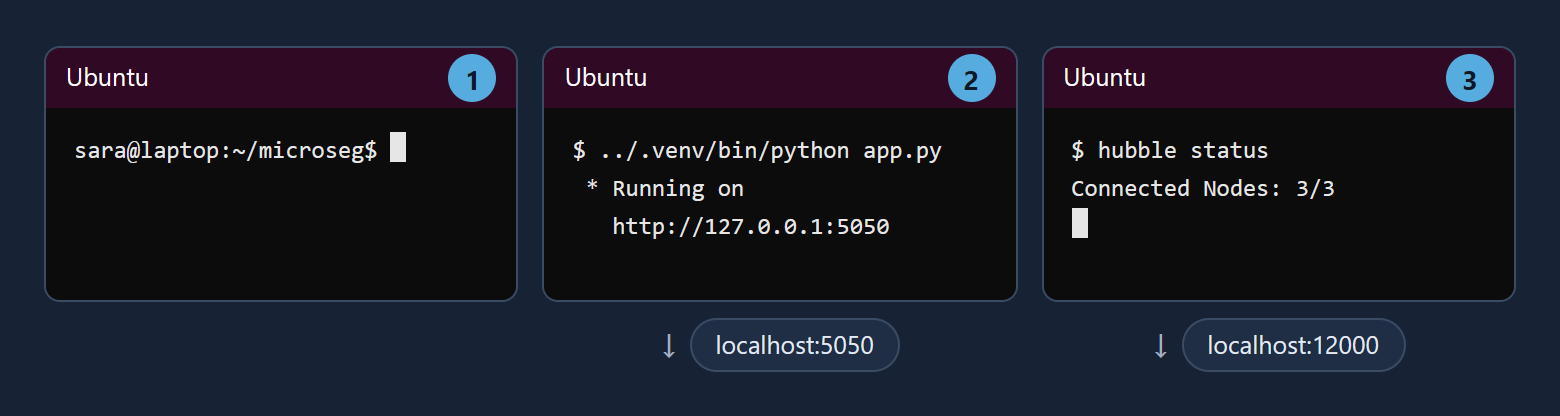 Ubuntu 1
sara@laptop:~/microseg$
Ubuntu 2
$ ../.venv/bin/python app.py
* Running on
http://127.0.0.1:5050
↓ localhost:5050
Ubuntu 3
$ hubble status
Connected Nodes: 3/3
↓ localhost:12000